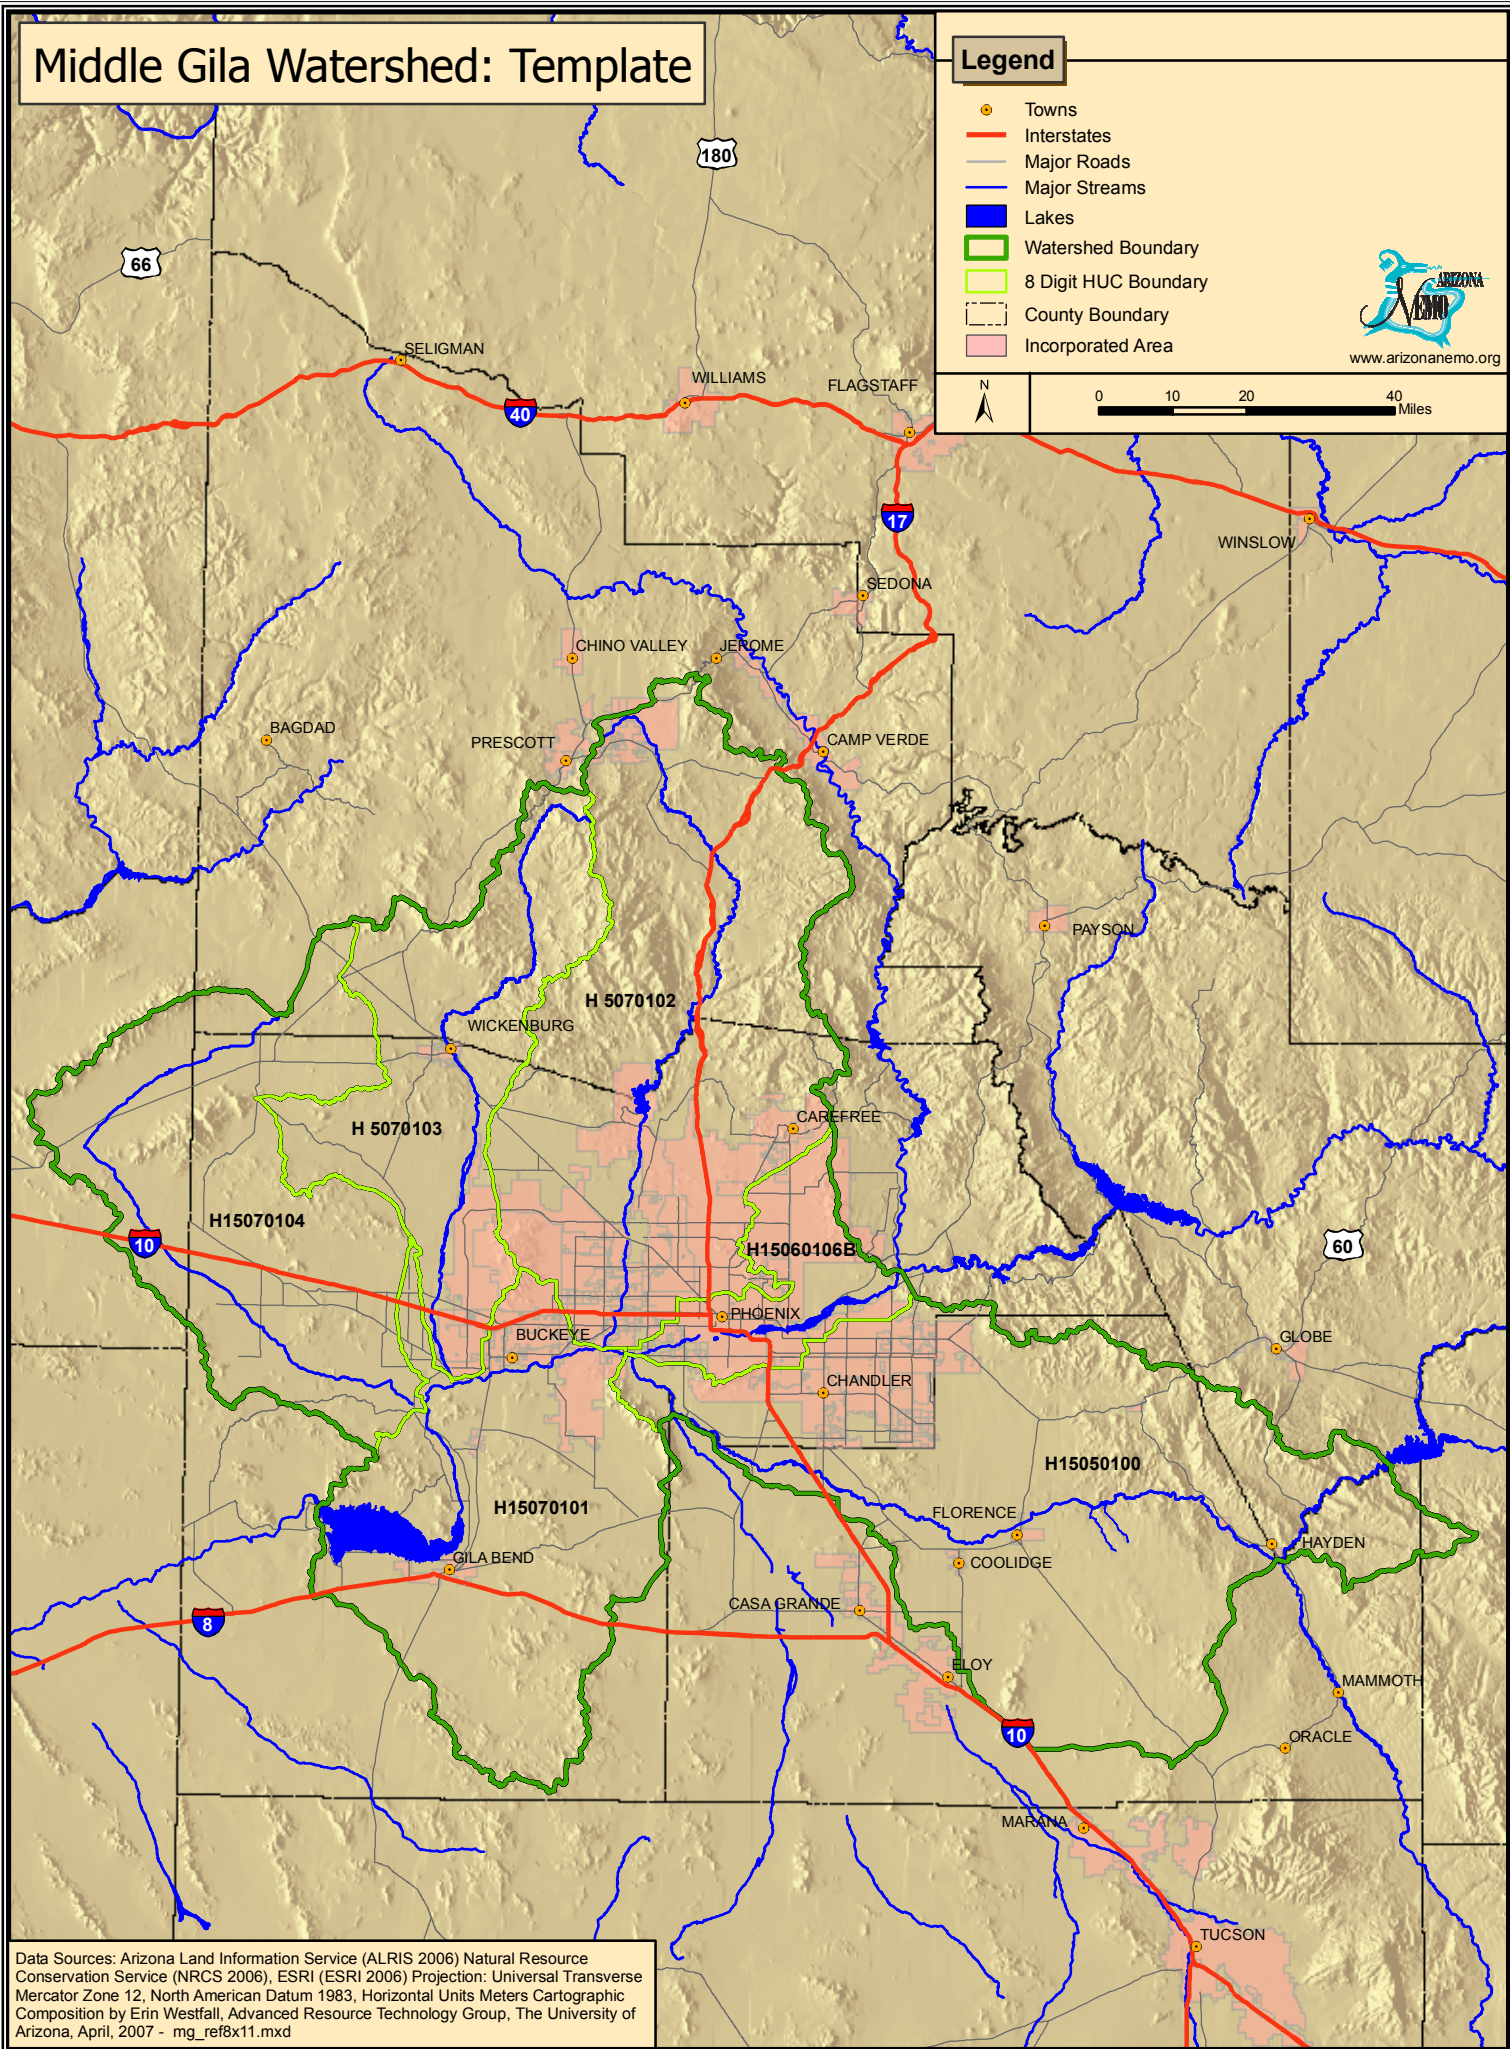 Middle Gila Watershed: Template
Legend
Towns
Interstates
Major Roads
Major Streams
Lakes
Watershed Boundary
8 Digit HUC Boundary
County Boundary
Incorporated Area
ARIZONA
NEMO
www.arizonanemo.org
N
0 10 20 40
Miles
180
66
SELIGMAN
WILLIAMS
FLAGSTAFF
40
17
WINSLOW
SEDONA
CHINO VALLEY
JEROME
BAGDAD
PRESCOTT
CAMP VERDE
PAYSON
H 5070102
WICKENBURG
CAREFREE
H 5070103
H15070104
10
H15060106B
60
PHOENIX
BUCKEYE
GLOBE
CHANDLER
H15050100
H15070101
FLORENCE
HAYDEN
GILA BEND
COOLIDGE
CASA GRANDE
8
ELOY
MAMMOTH
10
ORACLE
MARANA
TUCSON
Data Sources: Arizona Land Information Service (ALRIS 2006) Natural Resource
Conservation Service (NRCS 2006), ESRI (ESRI 2006) Projection: Universal Transverse
Mercator Zone 12, North American Datum 1983, Horizontal Units Meters Cartographic
Composition by Erin Westfall, Advanced Resource Technology Group, The University of
Arizona, April, 2007 - mg_ref8x11.mxd